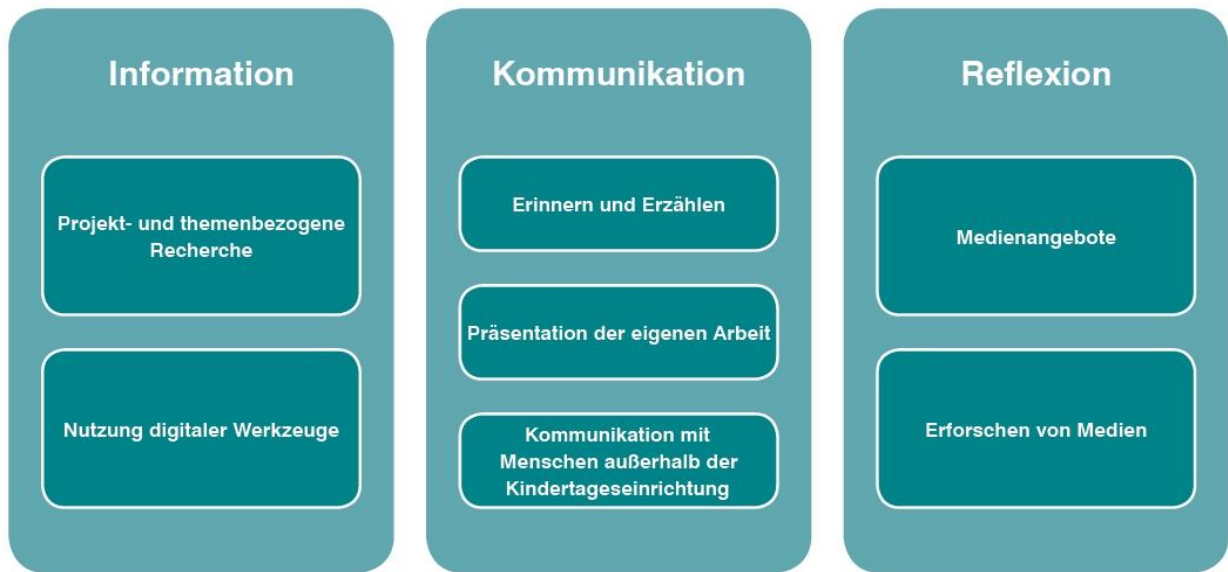 Information
Projekt- und themenbezogene
Recherche
Nutzung digitaler Werkzeuge
Kommunikation
Erinnern und Erzählen
Präsentation der eigenen Arbeit
Kommunikation mit
Menschen außerhalb der
Kindertageseinrichtung
Reflexion
Medienangebote
Erforschen von Medien